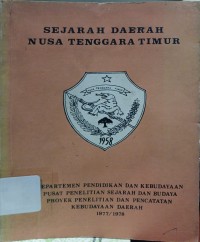 SEJARAH DAERAH
NUSA TENGGARA TIMUR
1958
DEPARTEMEN PENDIDIKAN DAN KEBUDAYAAN
PUSAT PENELITIAN SEJARAH DAN BUDAYA
PROYEK PENELITIAN DAN PENCATATAN
KEBUDAYAAN DAERAH
1977/1978